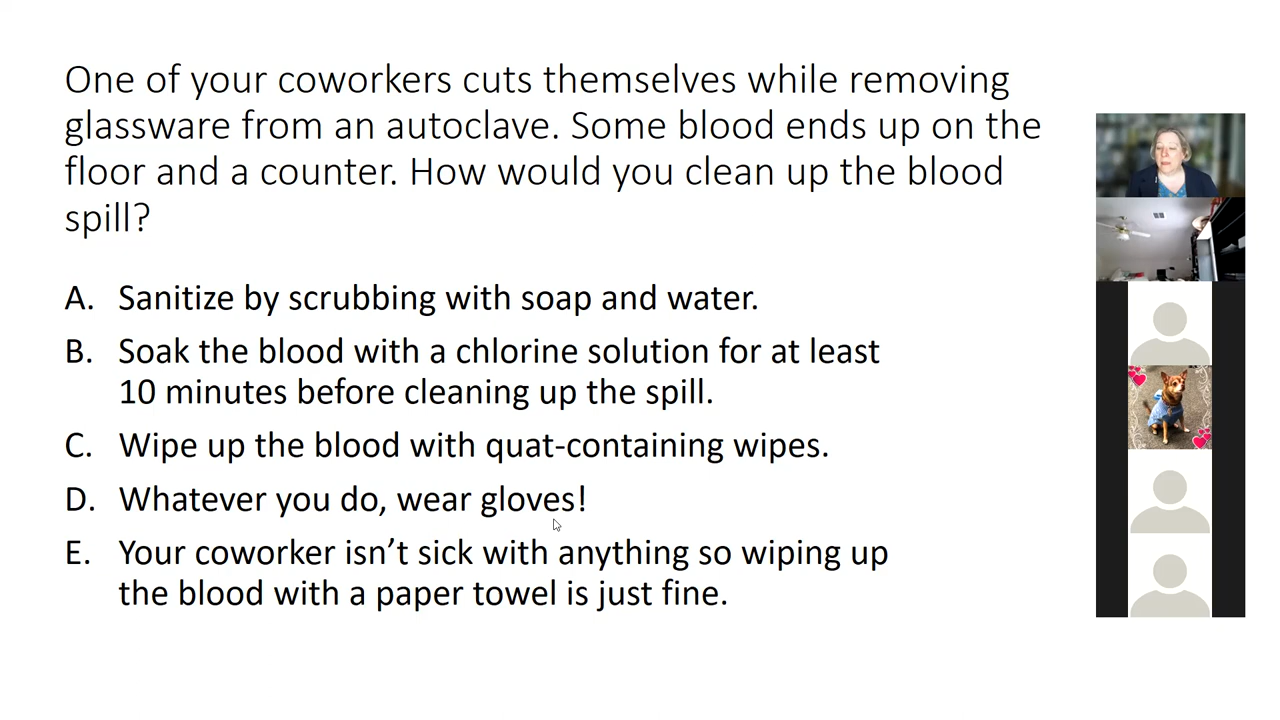 One of your coworkers cuts themselves while removing
glassware from an autoclave. Some blood ends up on the
floor and a counter. How would you clean up the blood
spill?
A. Sanitize by scrubbing with soap and water.
B. Soak the blood with a chlorine solution for at least
10 minutes before cleaning up the spill.
C. Wipe up the blood with quat-containing wipes.
D. Whatever you do, wear gloves!
E. Your coworker isn’t sick with anything so wiping up
the blood with a paper towel is just fine.